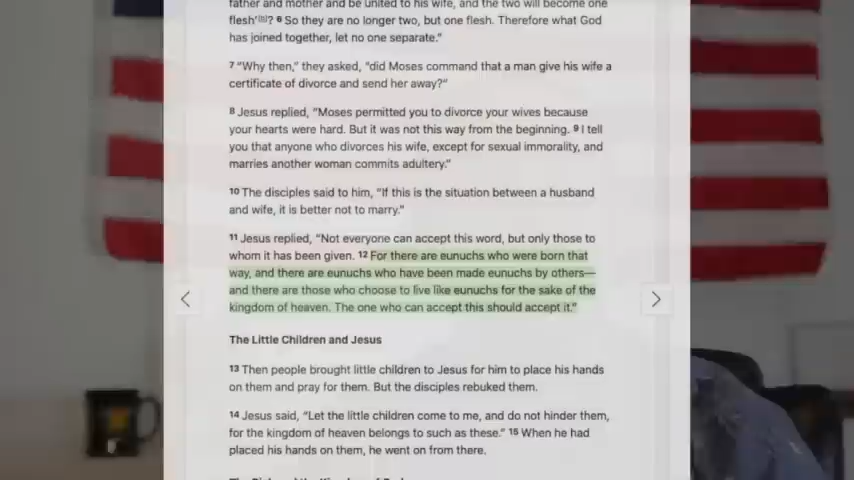 father and mother and be united to his wife, and the two will become one
flesh'[b]? 6 So they are no longer two, but one flesh. Therefore what God
has joined together, let no one separate."
7 "Why then," they asked, "did Moses command that a man give his wife a
certificate of divorce and send her away?"
8 Jesus replied, "Moses permitted you to divorce your wives because
your hearts were hard. But it was not this way from the beginning. 9 I tell
you that anyone who divorces his wife, except for sexual immorality, and
marries another woman commits adultery."
10 The disciples said to him, "If this is the situation between a husband
and wife, it is better not to marry."
11 Jesus replied, "Not everyone can accept this word, but only those to
whom it has been given. 12 For there are eunuchs who were born that
way, and there are eunuchs who have been made eunuchs by others—
and there are those who choose to live like eunuchs for the sake of the
kingdom of heaven. The one who can accept this should accept it."
The Little Children and Jesus
13 Then people brought little children to Jesus for him to place his hands
on them and pray for them. But the disciples rebuked them.
14 Jesus said, "Let the little children come to me, and do not hinder them,
for the kingdom of heaven belongs to such as these." 15 When he had
placed his hands on them, he went on from there.